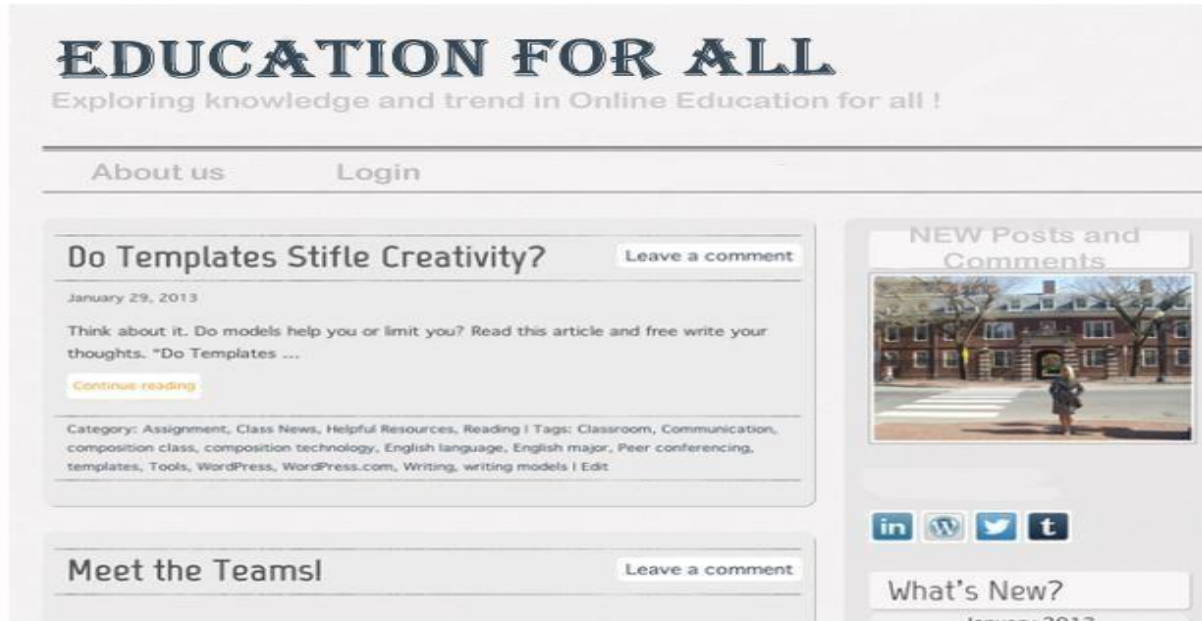 EDUCATION FOR ALL
Exploring knowledge and trend in Online Education for all !
About us Login
Do Templates Stifle Creativity? Leave a comment
January 29, 2013
Think about it. Do models help you or limit you? Read this article and free write your
thoughts. "Do Templates ...
Continue reading
Category: Assignment, Class News, Helpful Resources, Reading | Tags: Classroom, Communication,
composition class, composition technology, English language, English major, Peer conferencing,
templates, Tools, WordPress, WordPress.com, Writing, writing models | Edit
Meet the Teams! Leave a comment
NEW Posts and
Comments
in W t
What's New?
January 2013